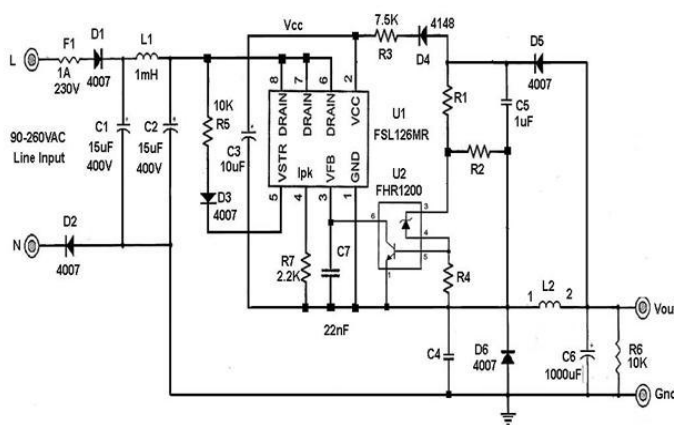 Vcc
7.5K
4148
R3
D4
D5
4007
L
F1
1A
230V
D1
4007
L1
1mH
8
7
6
2
DRAIN
DRAIN
DRAIN
VCC
U1
FSL126MR
10K
R5
R1
C5
1uF
90-260VAC
Line Input
C1
15uF
400V
C2
15uF
400V
C3
10uF
VSTR
Ipk
VFB
GND
5
4
3
1
U2
FHR1200
R2
D3
4007
6
3
4
5
1
N
D2
4007
R7
2.2K
C7
R4
22nF
L2
1
2
Vou
C4
D6
4007
C6
1000uF
R6
10K
Gnd